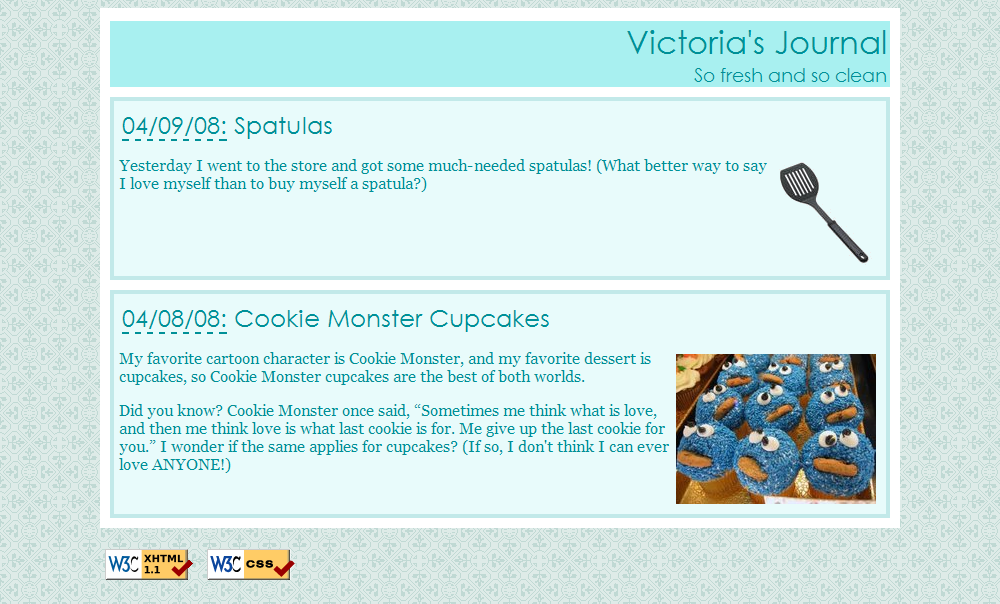 Victoria's Journal
So fresh and so clean
04/09/08: Spatulas
Yesterday I went to the store and got some much-needed spatulas! (What better way to say
I love myself than to buy myself a spatula?)
04/08/08: Cookie Monster Cupcakes
My favorite cartoon character is Cookie Monster, and my favorite dessert is
cupcakes, so Cookie Monster cupcakes are the best of both worlds.
Did you know? Cookie Monster once said, “Sometimes me think what is love,
and then me think love is what last cookie is for. Me give up the last cookie for
you.” I wonder if the same applies for cupcakes? (If so, I don't think I can ever
love ANYONE!)
W3C XHTML 1.1
W3C CSS